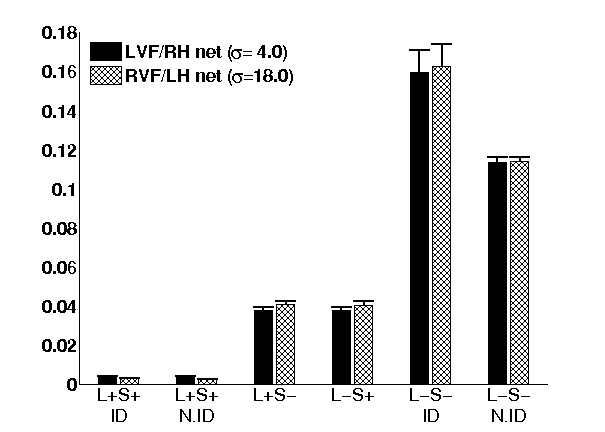 0.18
0.16
0.14
0.12
0.1
0.08
0.06
0.04
0.02
0
LVF/RH net (σ= 4.0)
RVF/LH net (σ=18.0)
L+S+ L+S+ L+S− L−S+ L−S− L−S−
ID N.ID ID N.ID